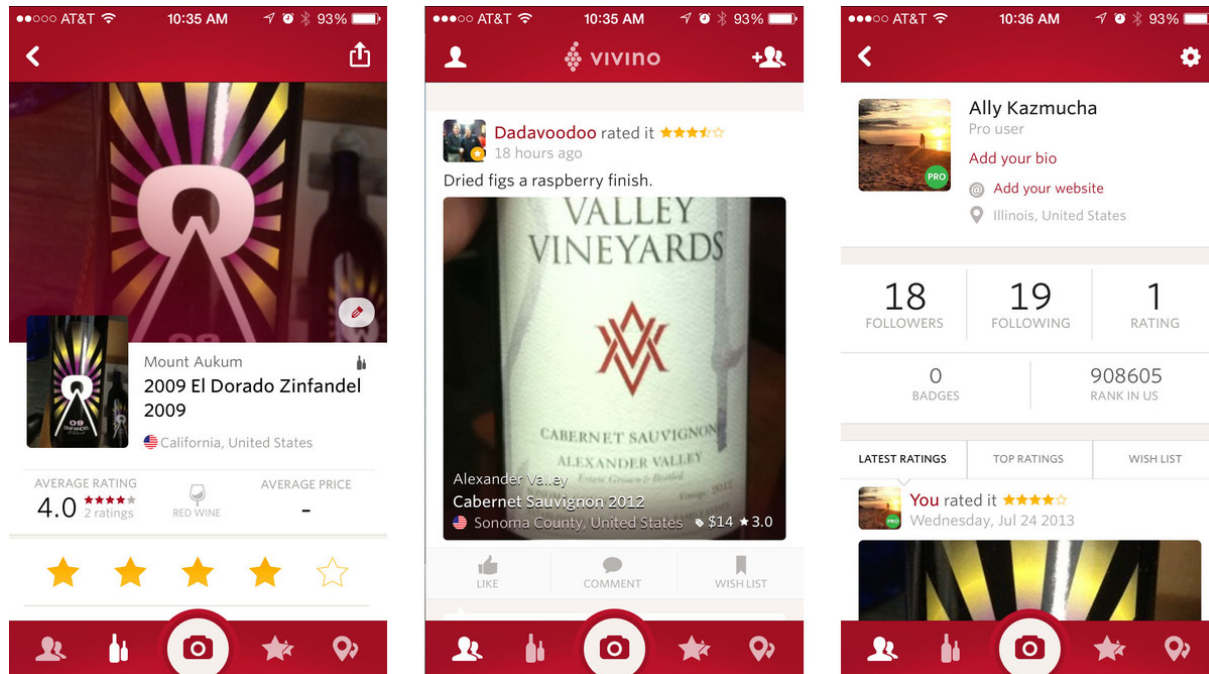 AT&T 10:35 AM 93%
Mount Aukum
2009 El Dorado Zinfandel
2009
California, United States
AVERAGE RATING
4.0
2 ratings
RED WINE
AVERAGE PRICE
-
09
ZINFANDEL
AT&T 10:35 AM 93%
VIVINO
Dadavoodoo rated it
18 hours ago
Dried figs a raspberry finish.
VALLEY
VINEYARDS
CABERNET SAUVIGNON
ALEXANDER VALLEY
Estate Grown & Bottled
Alexander Valley
Cabernet Sauvignon 2012
Sonoma County, United States $14 3.0
LIKE
COMMENT
WISH LIST
AT&T 10:36 AM 93%
Ally Kazmucha
Pro user
Add your bio
PRO
@ Add your website
Illinois, United States
18
FOLLOWERS
19
FOLLOWING
1
RATING
0
BADGES
908605
RANK IN US
LATEST RATINGS
TOP RATINGS
WISH LIST
You rated it
PRO
Wednesday, Jul 24 2013